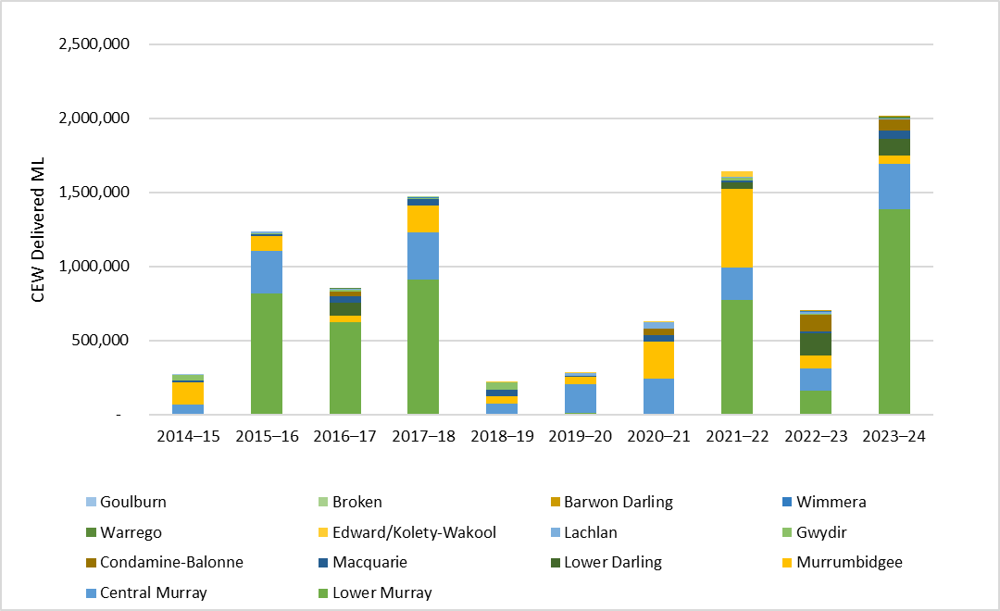 2,500,000
2,000,000
1,500,000
1,000,000
500,000
-
CEW Delivered ML
2014–15 2015–16 2016–17 2017–18 2018–19 2019–20 2020–21 2021–22 2022–23 2023–24
Goulburn Broken Barwon Darling Wimmera
Warrego Edward/Kolety-Wakool Lachlan Gwydir
Condamine-Balonne Macquarie Lower Darling Murrumbidgee
Central Murray Lower Murray